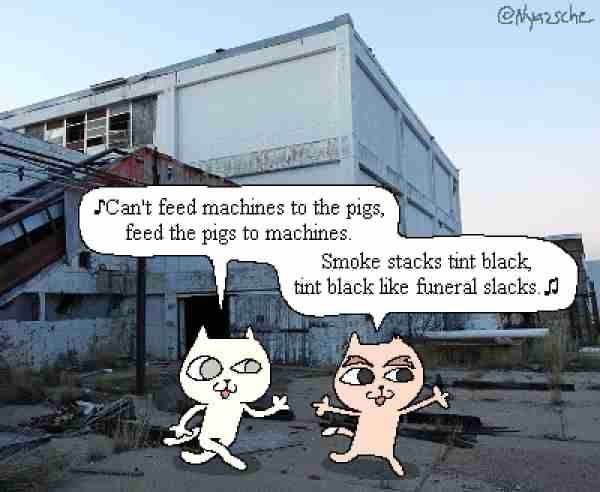 ©Nyazsche
♪Can't feed machines to the pigs,
feed the pigs to machines.
Smoke stacks tint black,
tint black like funeral slacks.♫